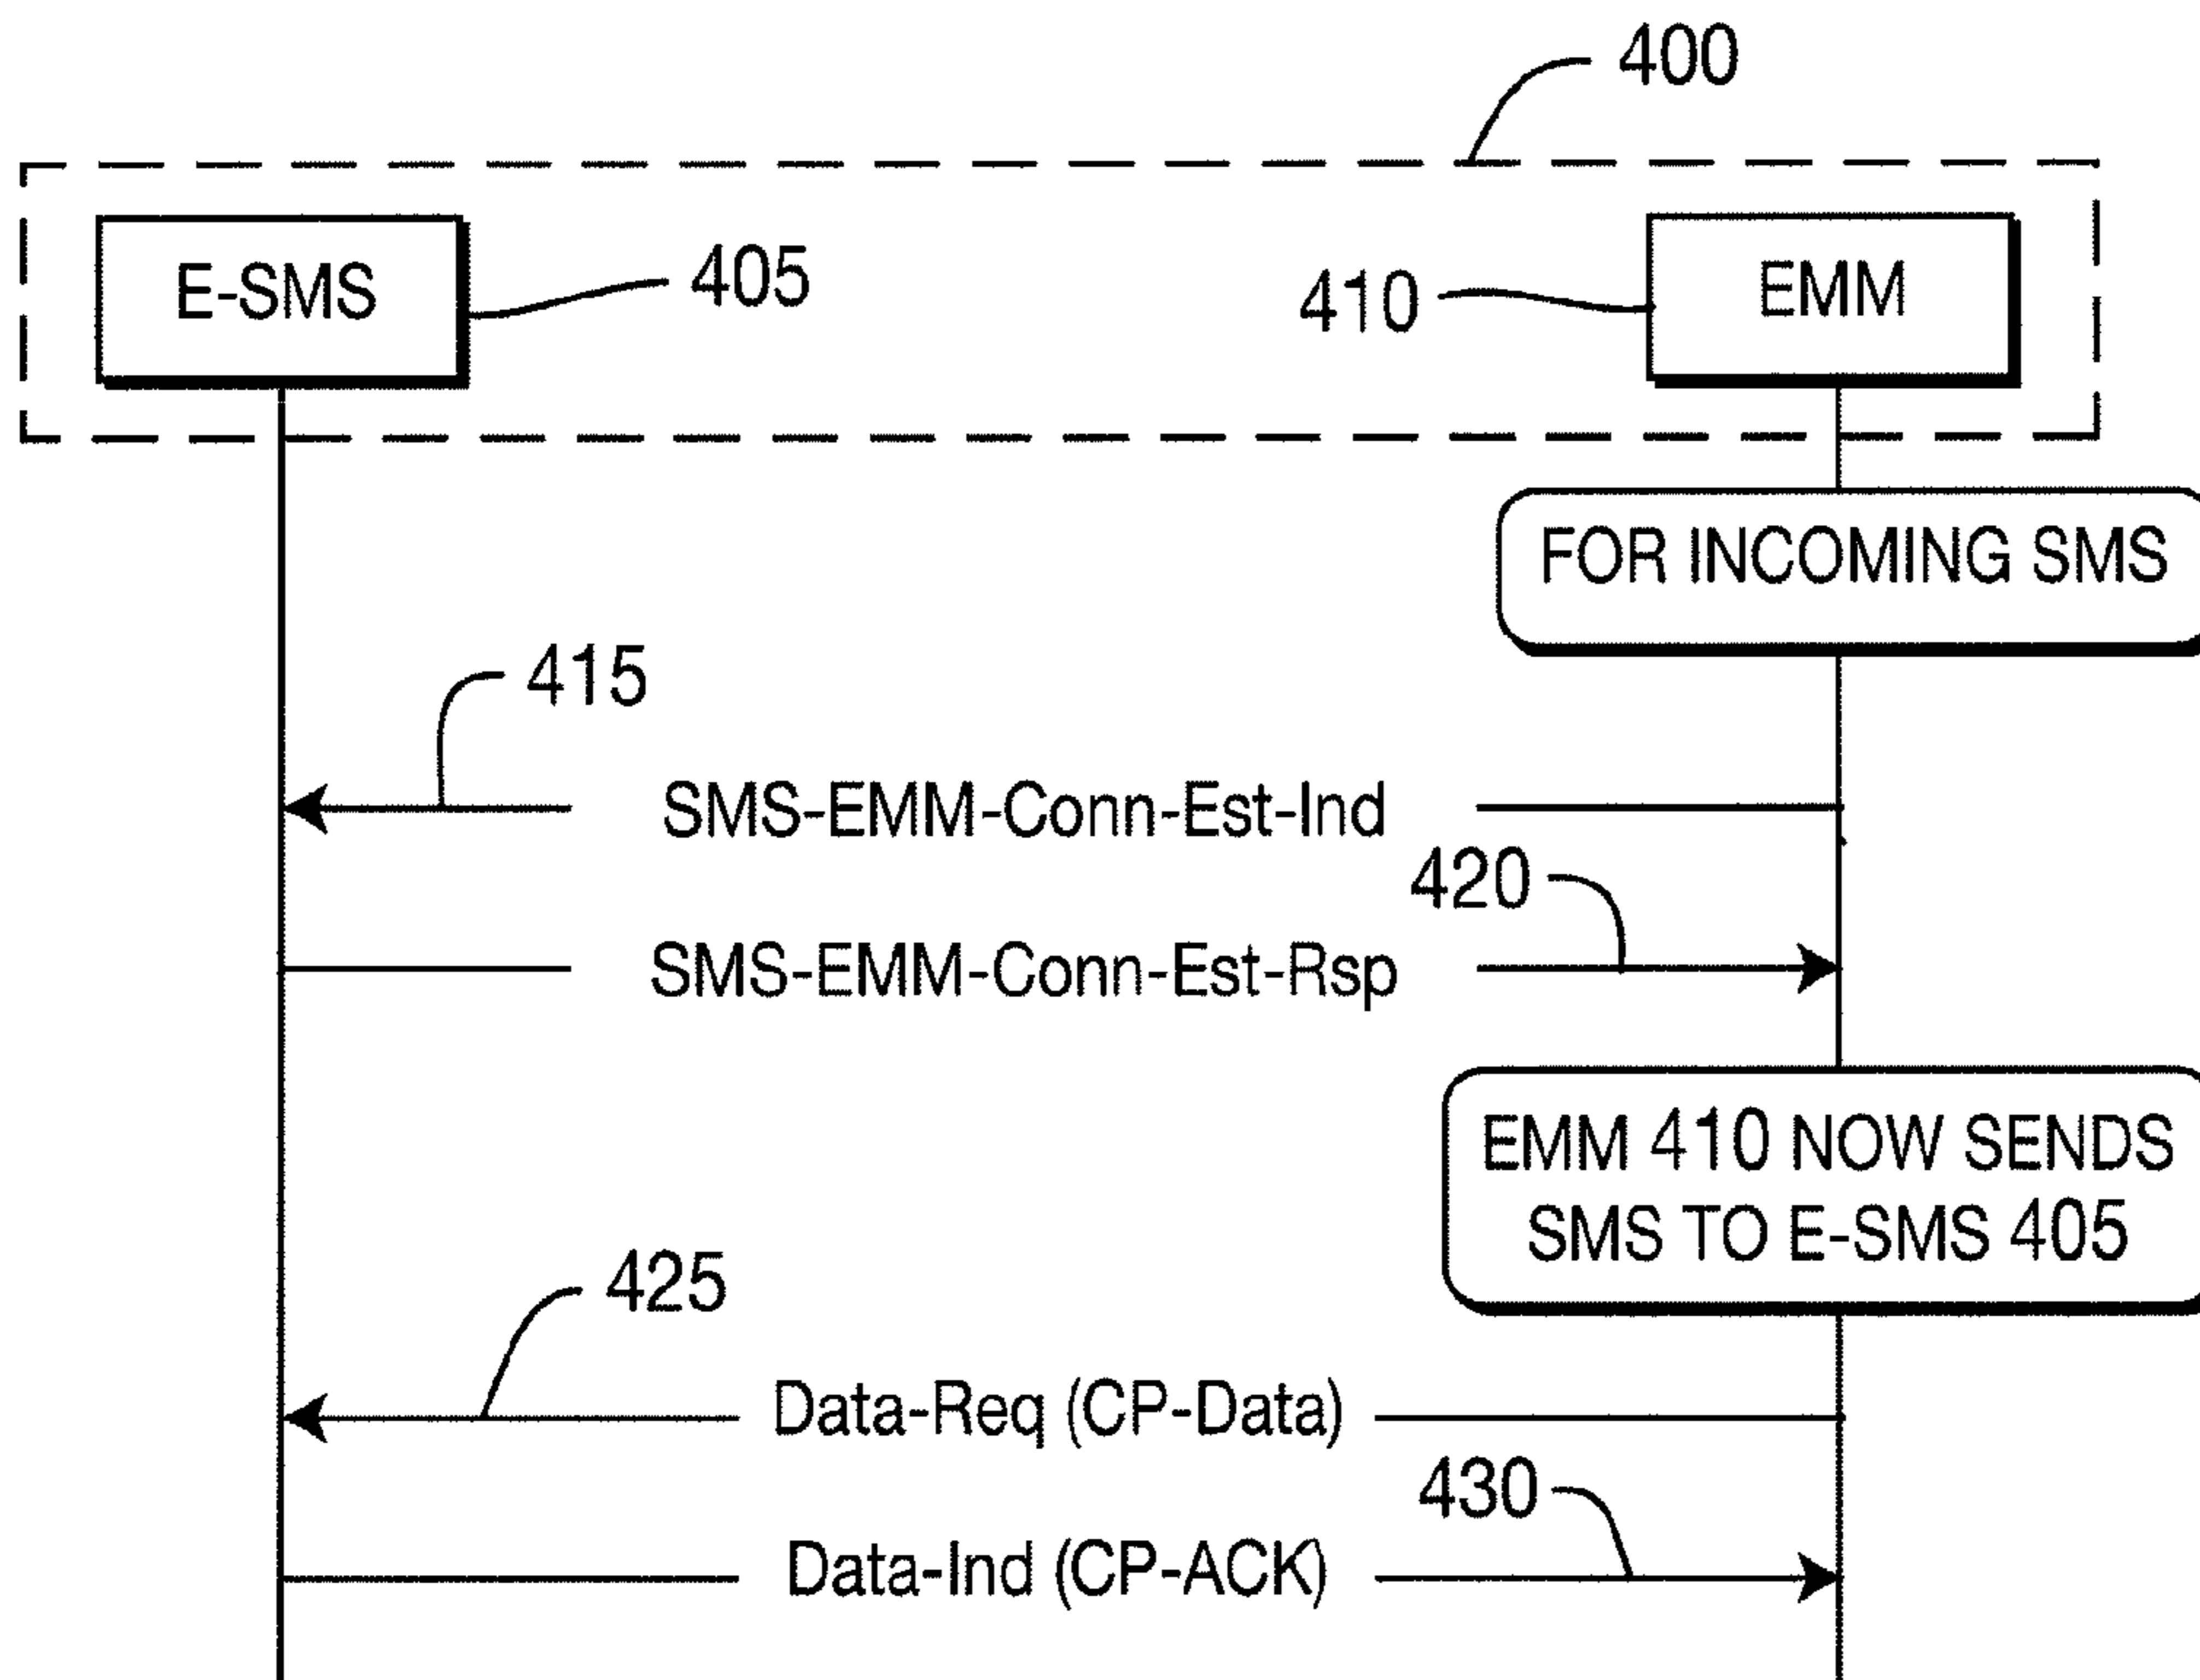 400
E-SMS
405
410
EMM
FOR INCOMING SMS
415
SMS-EMM-Conn-Est-Ind
420
SMS-EMM-Conn-Est-Rsp
EMM 410 NOW SENDS
SMS TO E-SMS 405
425
Data-Req (CP-Data)
430
Data-Ind (CP-ACK)